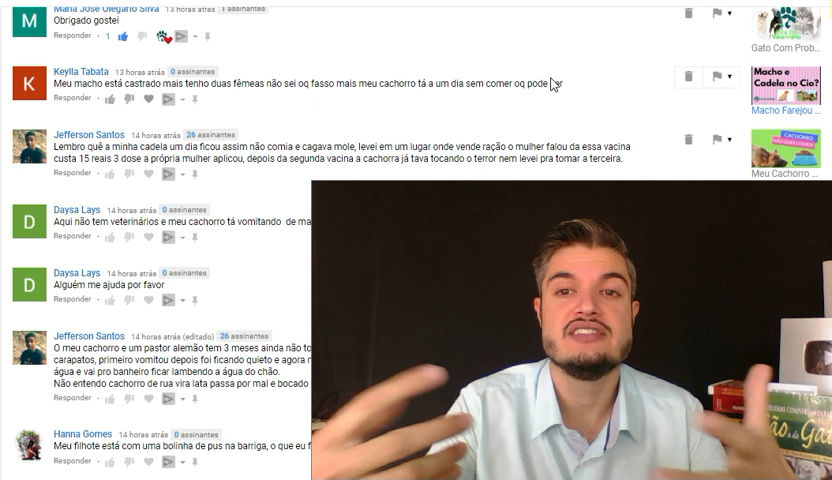 M
Maria José Olegario Silva 13 horas atrás 1 assinantes
Obrigado gostei
Responder · 1
Gato Com Prob...
K
Keylla Tabata 13 horas atrás 0 assinantes
Meu macho está castrado mais tenho duas fêmeas não sei oq fasso mais meu cachorro tá a um dia sem comer oq pode
Responder ·
Macho e
Cadela no Cio?
Macho Farejou ...
Jefferson Santos 14 horas atrás 26 assinantes
Lembro quê a minha cadela um dia ficou assim não comia e cagava mole, levei em um lugar onde vende ração o mulher falou da essa vacina
custa 15 reais 3 dose a própria mulher aplicou, depois da segunda vacina a cachorra já tava tocando o terror nem levei pra tomar a terceira.
Responder ·
CACHORRO
NÃO QUER COMER?
Meu Cachorro ...
D
Daysa Lays 14 horas atrás 0 assinantes
Aqui não tem veterinários e meu cachorro tá vomitando de ma
Responder ·
D
Daysa Lays 14 horas atrás 0 assinantes
Alguém me ajuda por favor
Responder ·
Jefferson Santos 14 horas atrás (editado) 26 assinantes
O meu cachorro e um pastor alemão tem 3 meses ainda não to
carapatos, primeiro vomitou depois foi ficando quieto e agora n
água e vai pro banheiro ficar lambendo a água do chão.
Não entendo cachorro de rua vira lata passa por mal e bocado
Responder ·
Hanna Gomes 14 horas atrás 0 assinantes
Meu filhote está com uma bolinha de pus na barriga, o que eu f
Responder ·